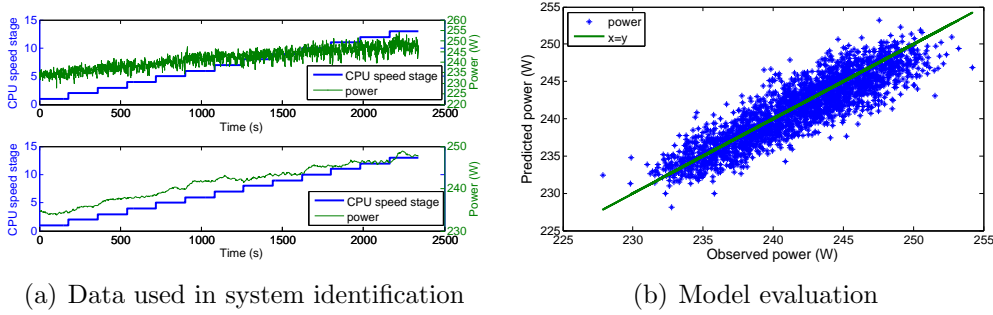 CPU speed stage
15
10
5
0
260
255
250
245
240
235
230
225
220
Power (W)
CPU speed stage
power
0 500 1000 1500 2000 2500
Time (s)
CPU speed stage
15
10
5
0
250
240
230
Power (W)
CPU speed stage
power
0 500 1000 1500 2000 2500
Time (s)
(a) Data used in system identification
Predicted power (W)
255
250
245
240
235
230
225
power
x=y
225 230 235 240 245 250 255
Observed power (W)
(b) Model evaluation